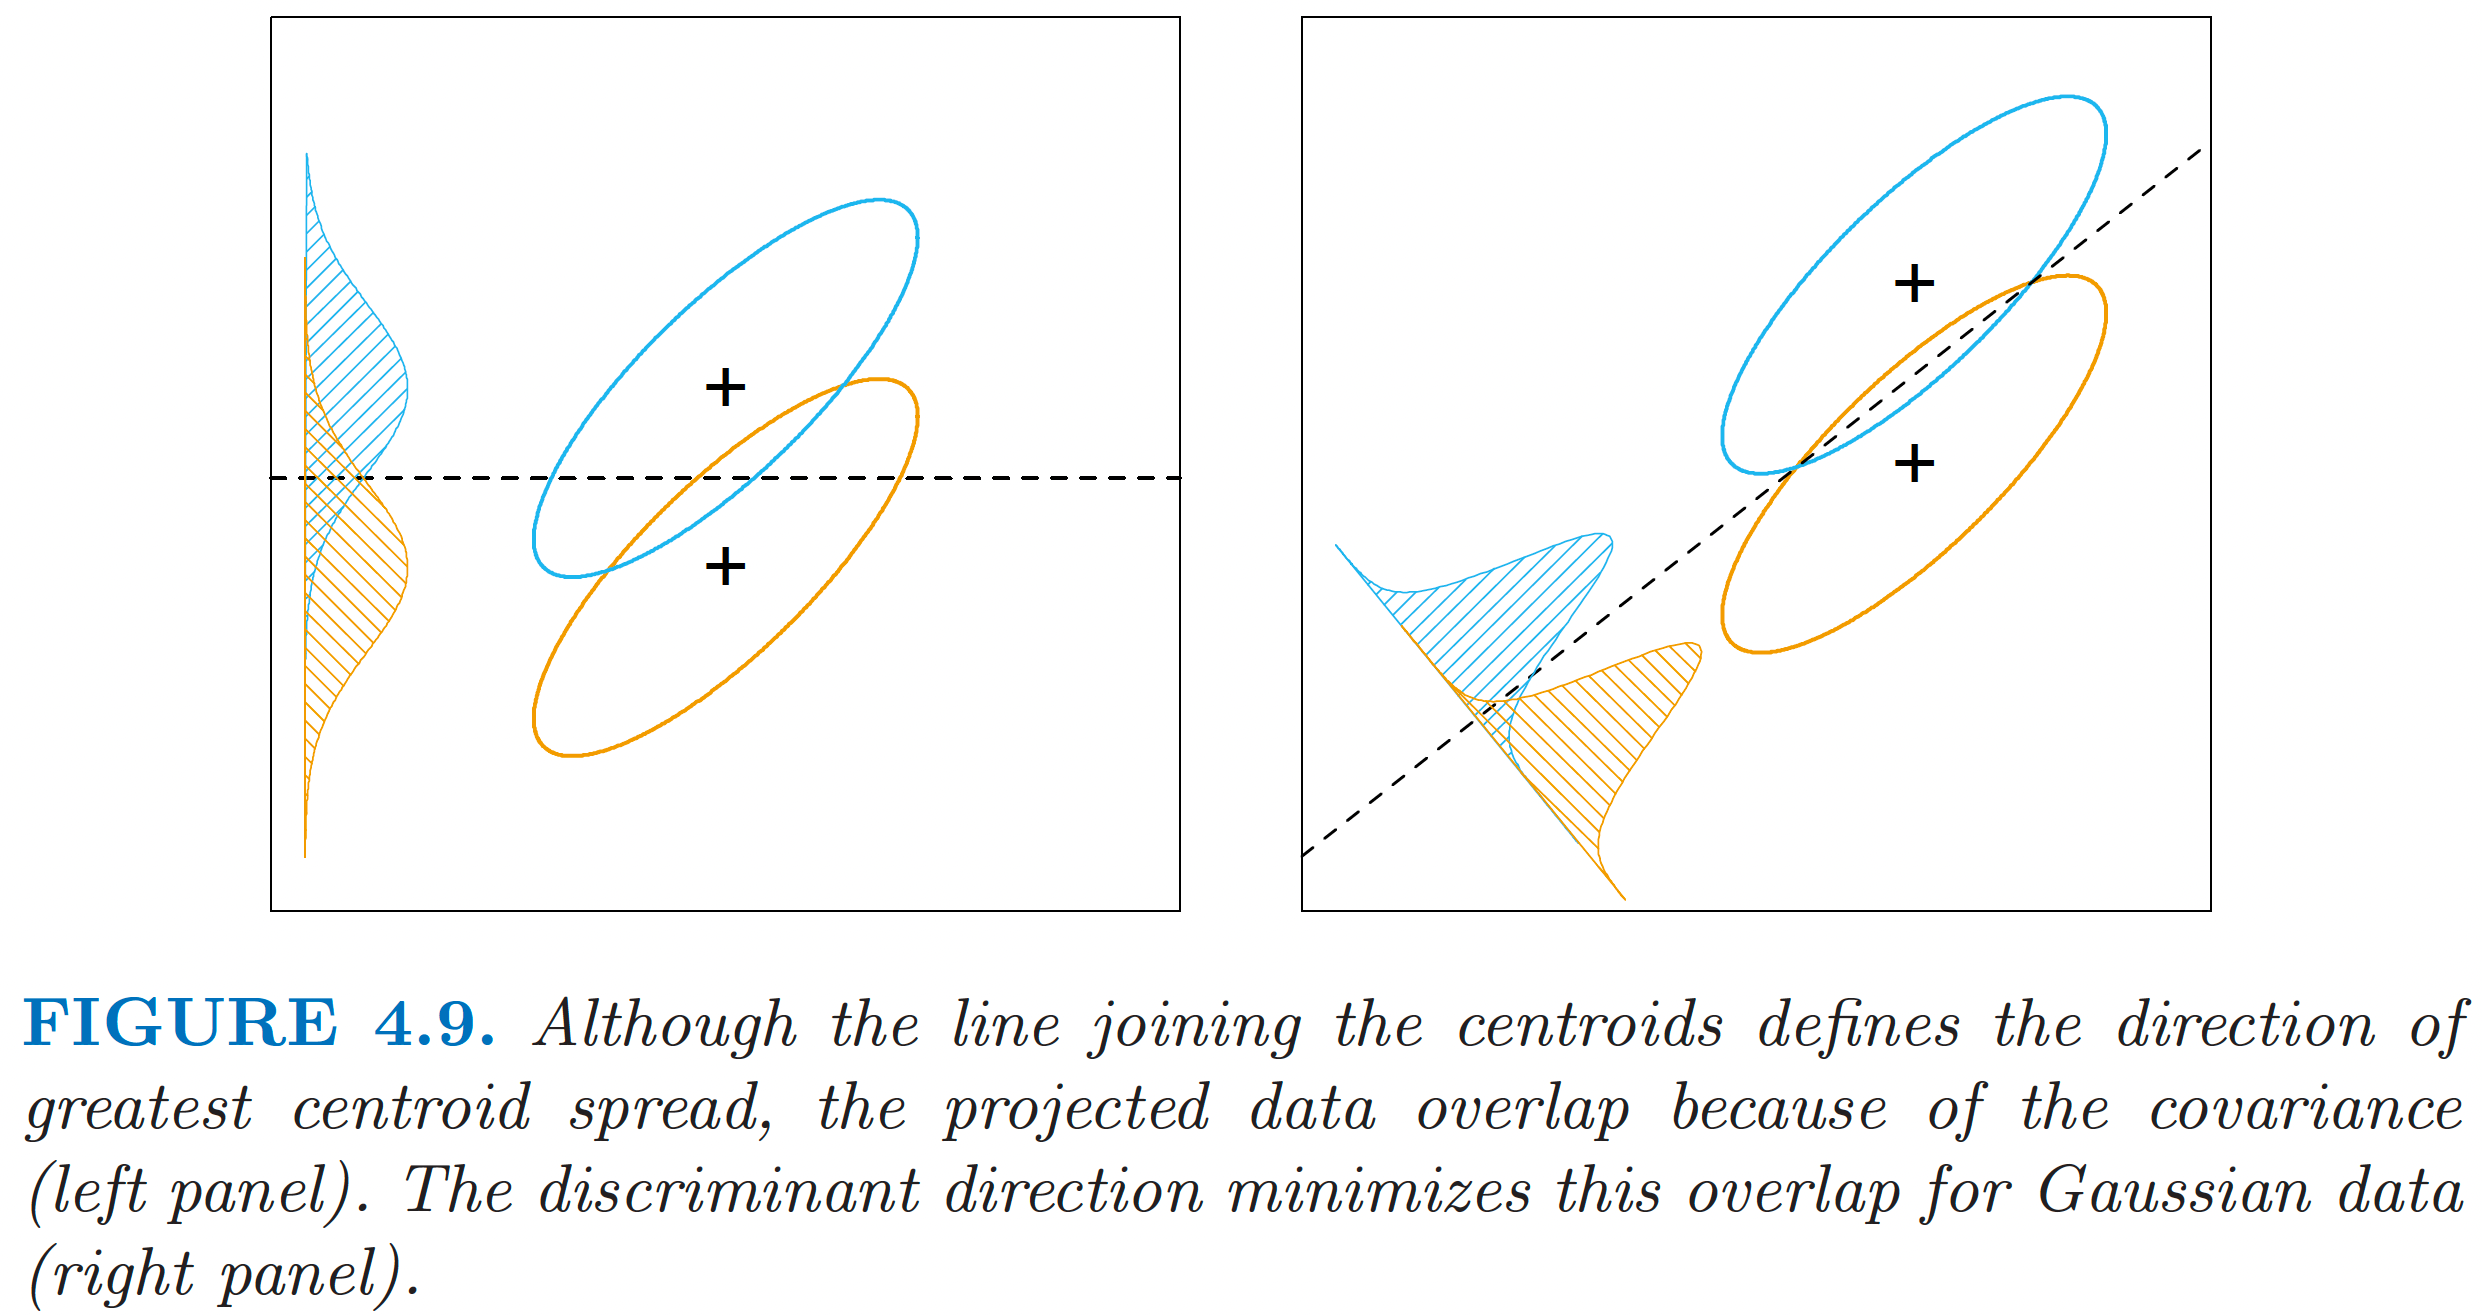 FIGURE 4.9. Although the line joining the centroids defines the direction of
greatest centroid spread, the projected data overlap because of the covariance
(left panel). The discriminant direction minimizes this overlap for Gaussian data
(right panel).